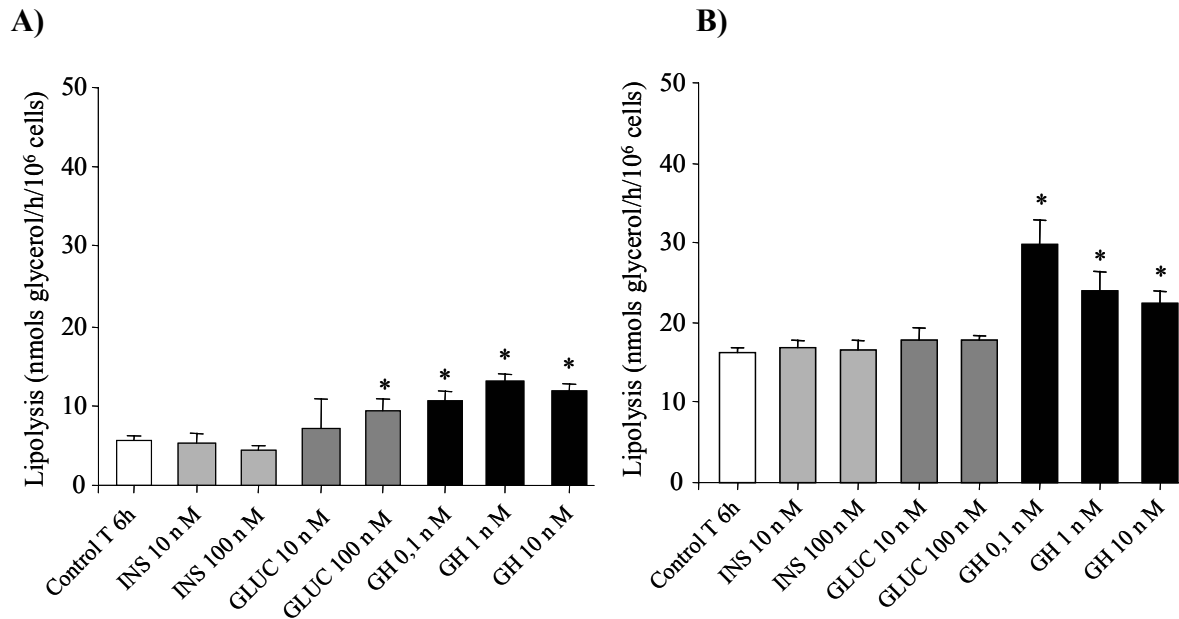 A)
Lipolysis (nmols glycerol/h/10⁶ cells)
50
40
30
20
10
0
*
*
*
*
Control T 6h
INS 10 n M
INS 100 n M
GLUC 10 n M
GLUC 100 n M
GH 0,1 n M
GH 1 n M
GH 10 n M
B)
Lipolysis (nmols glycerol/h/10⁶ cells)
50
40
30
20
10
0
*
*
*
Control T 6h
INS 10 n M
INS 100 n M
GLUC 10 n M
GLUC 100 n M
GH 0,1 n M
GH 1 n M
GH 10 n M